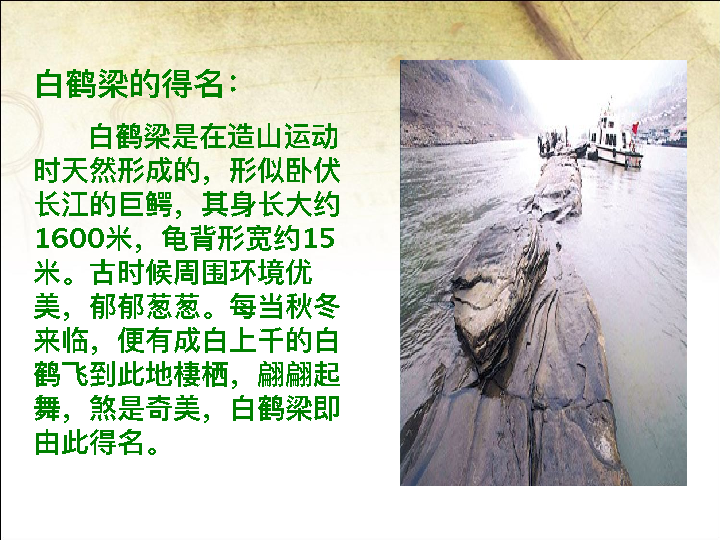 白鹤梁的得名：
白鹤梁是在造山运动
时天然形成的，形似卧伏
长江的巨鳄，其身长大约
1600米，龟背形宽约15
米。古时候周围环境优
美，郁郁葱葱。每当秋冬
来临，便有成白上千的白
鹤飞到此地棲栖，翩翩起
舞，煞是奇美，白鹤梁即
由此得名。